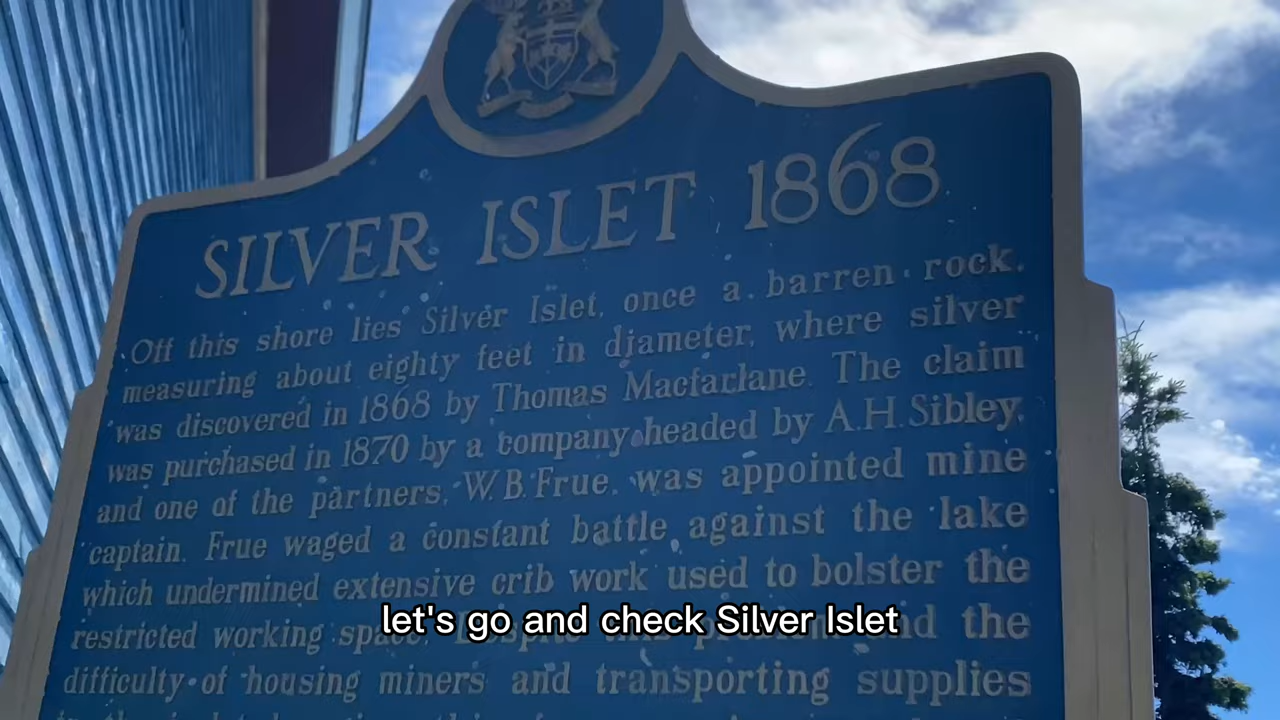 SILVER ISLET 1868
Off this shore lies Silver Islet, once a barren rock,
measuring about eighty feet in diameter, where silver
was discovered in 1868 by Thomas Macfarlane. The claim
was purchased in 1870 by a company headed by A.H. Sibley,
and one of the partners, W.B. Frue, was appointed mine
captain. Frue waged a constant battle against the lake
which undermined extensive crib work used to bolster the
restricted working space. and the
let's go and check Silver Islet
difficulty of housing miners and transporting supplies